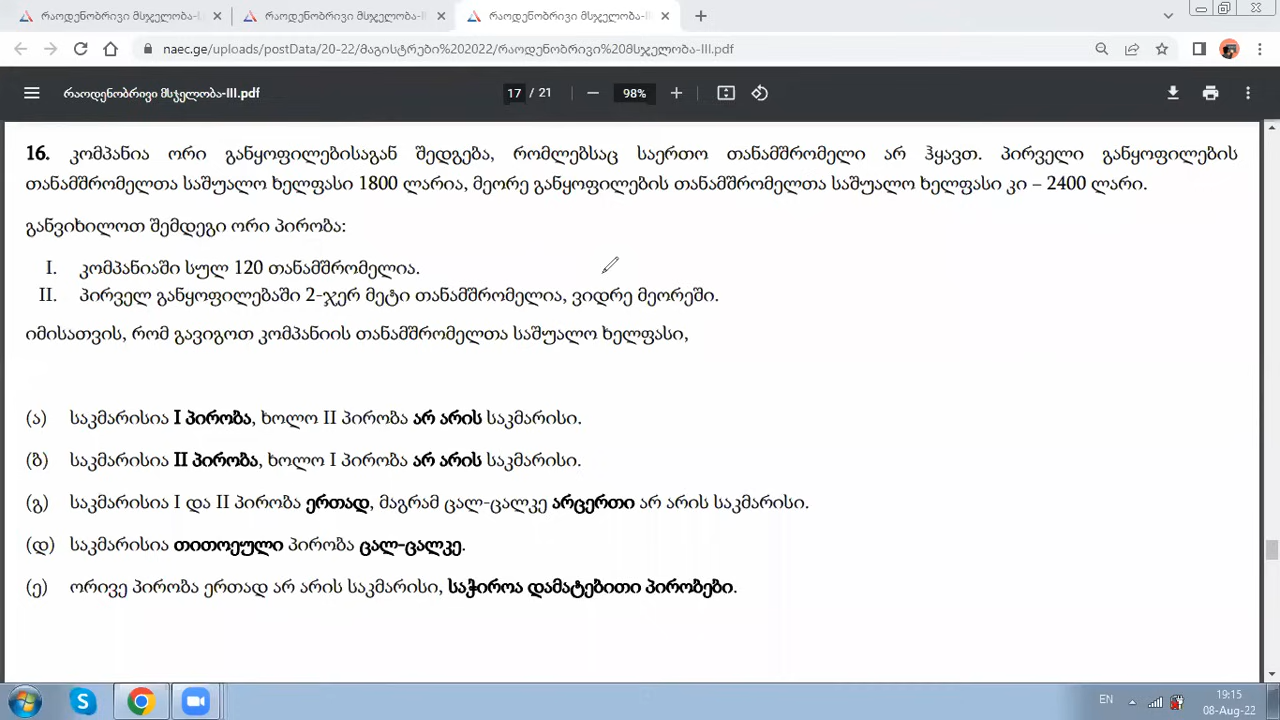 რაოდენობრივი მსჯელობა-I
რაოდენობრივი მსჯელობა-I
რაოდენობრივი მსჯელობა-II
naec.ge/uploads/postData/20-22/მაგისტრები%202022/რაოდენობრივი%20მსჯელობა-III.pdf
რაოდენობრივი მსჯელობა-III.pdf
17 / 21
98%
16. კომპანია ორი განყოფილებისაგან შედგება, რომლებსაც საერთო თანამშრომელი არ ჰყავთ. პირველი განყოფილების
თანამშრომელთა საშუალო ხელფასი 1800 ლარია, მეორე განყოფილების თანამშრომელთა საშუალო ხელფასი კი – 2400 ლარი.
განვიხილოთ შემდეგი ორი პირობა:
I. კომპანიაში სულ 120 თანამშრომელია.
II. პირველ განყოფილებაში 2-ჯერ მეტი თანამშრომელია, ვიდრე მეორეში.
იმისათვის, რომ გავიგოთ კომპანიის თანამშრომელთა საშუალო ხელფასი,
(ა) საკმარისია I პირობა, ხოლო II პირობა არ არის საკმარისი.
(ბ) საკმარისია II პირობა, ხოლო I პირობა არ არის საკმარისი.
(გ) საკმარისია I და II პირობა ერთად, მაგრამ ცალ-ცალკე არცერთი არ არის საკმარისი.
(დ) საკმარისია თითოეული პირობა ცალ-ცალკე.
(ე) ორივე პირობა ერთად არ არის საკმარისი, საჭიროა დამატებითი პირობები.
EN
19:15
08-Aug-22